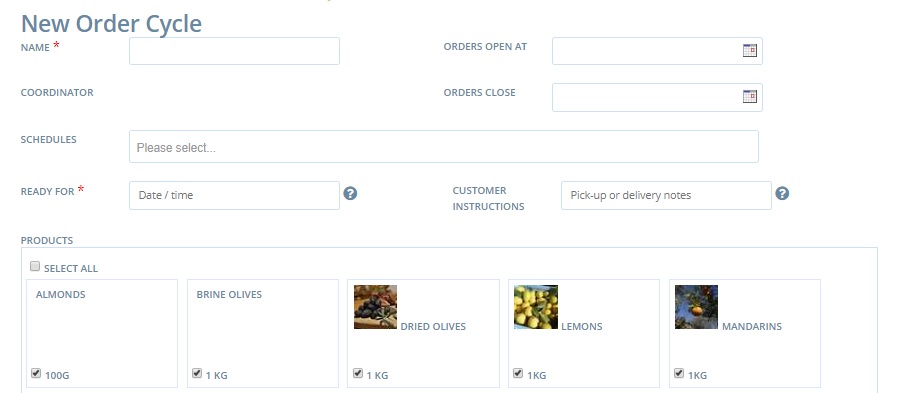 New Order Cycle
NAME *
ORDERS OPEN AT
COORDINATOR
ORDERS CLOSE
SCHEDULES
Please select...
READY FOR *
Date / time
?
CUSTOMER
INSTRUCTIONS
Pick-up or delivery notes
?
PRODUCTS
SELECT ALL
ALMONDS
100G
BRINE OLIVES
1 KG
DRIED OLIVES
1 KG
LEMONS
1KG
MANDARINS
1KG